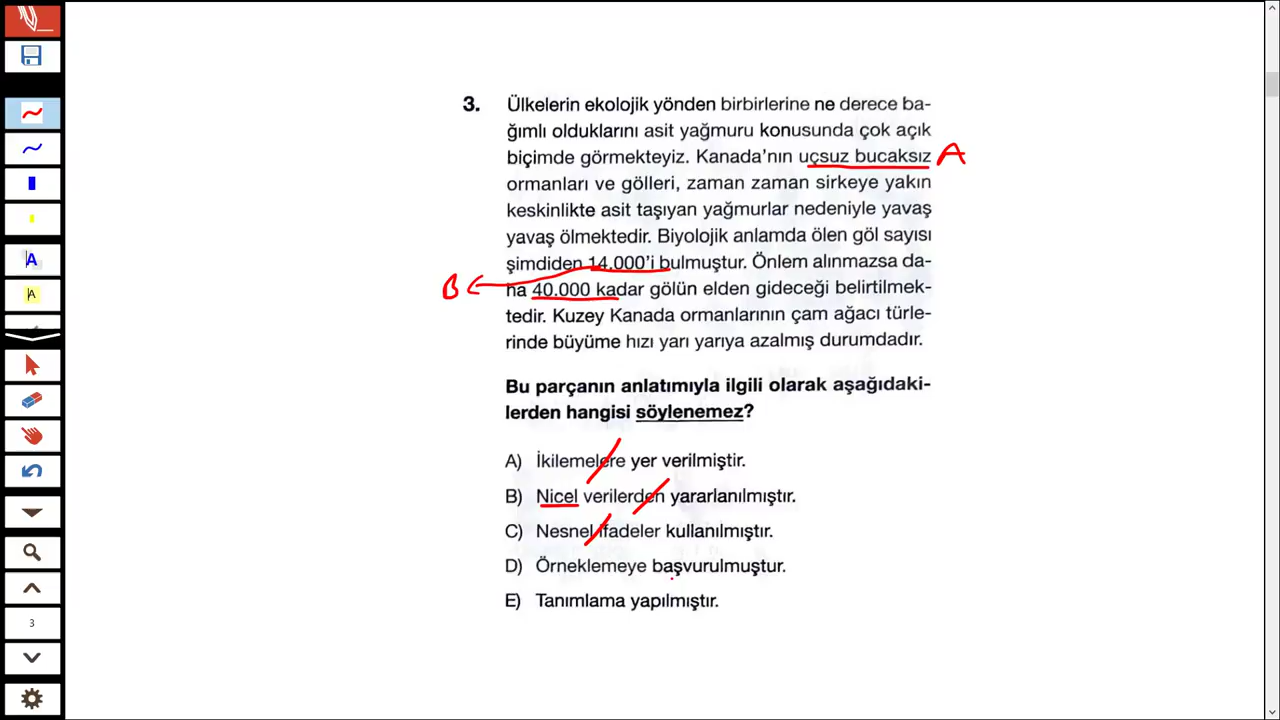 3. Ülkelerin ekolojik yönden birbirlerine ne derece ba-
ğımlı olduklarını asit yağmuru konusunda çok açık
biçimde görmekteyiz. Kanada'nın uçsuz bucaksız A
ormanları ve gölleri, zaman zaman sirkeye yakın
keskinlikte asit taşıyan yağmurlar nedeniyle yavaş
yavaş ölmektedir. Biyolojik anlamda ölen göl sayısı
şimdiden 14.000'i bulmuştur. Önlem alınmazsa da-
B ha 40.000 kadar gölün elden gideceği belirtilmek-
tedir. Kuzey Kanada ormanlarının çam ağacı türle-
rinde büyüme hızı yarı yarıya azalmış durumdadır.
Bu parçanın anlatımıyla ilgili olarak aşağıdaki-
lerden hangisi söylenemez?
A) İkilemelere yer verilmiştir.
B) Nicel verilerden yararlanılmıştır.
C) Nesnel ifadeler kullanılmıştır.
D) Örneklemeye başvurulmuştur.
E) Tanımlama yapılmıştır.
A
A
3